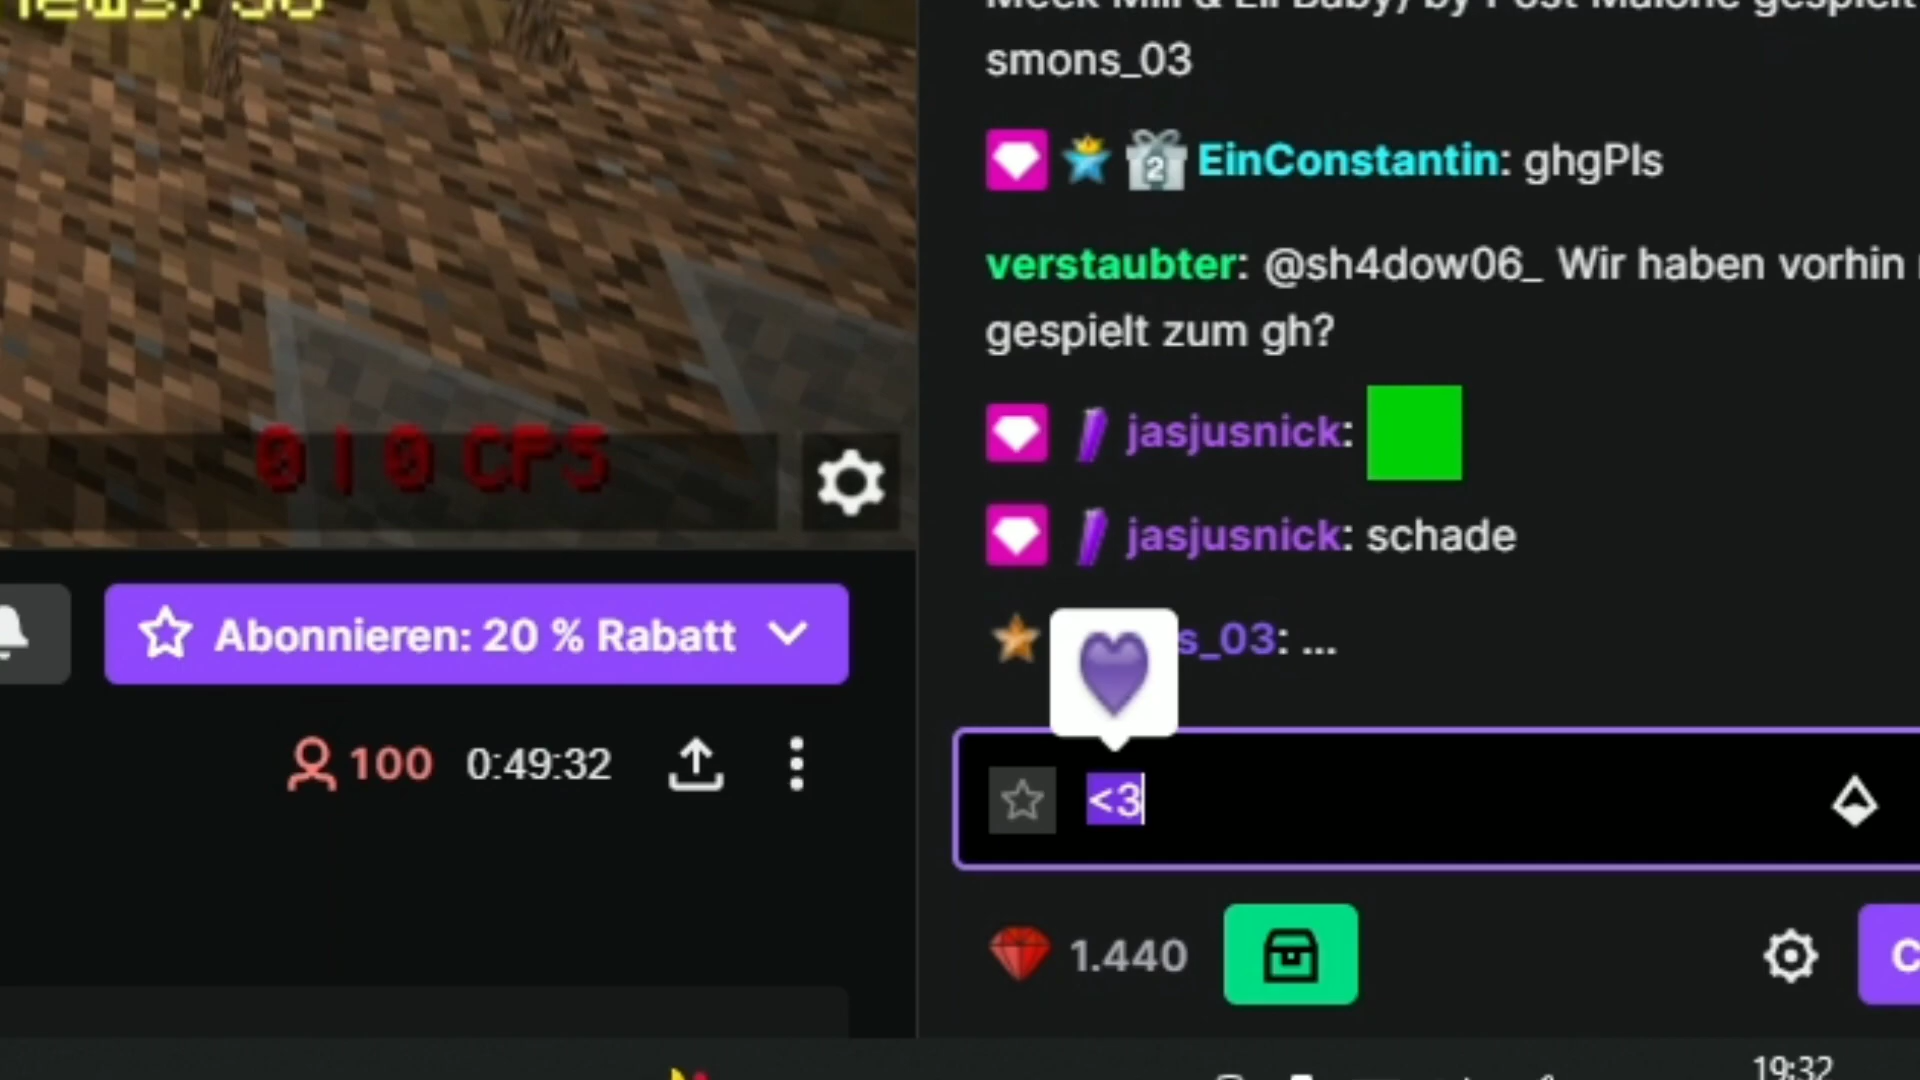 smons_03
2 EinConstantin: ghgPls
verstaubter: @sh4dow06_ Wir haben vorhin
gespielt zum gh?
jasjusnick:
jasjusnick: schade
s_03: ...
<3
1.440
0 | 0 CPS
Abonnieren: 20 % Rabatt
100 0:49:32
19:32